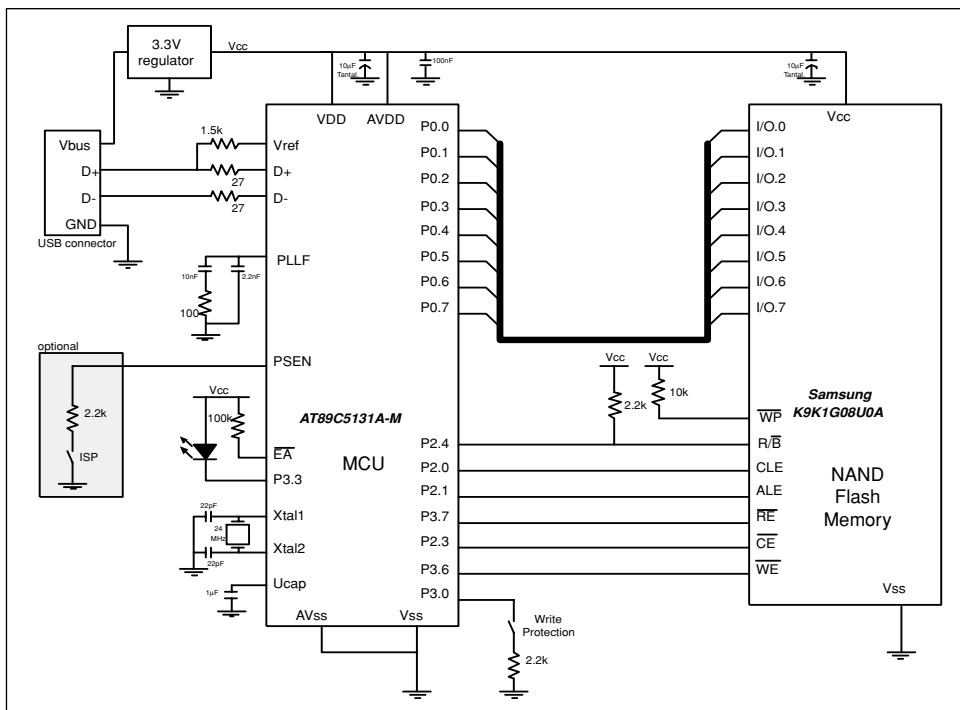 3.3V
regulator
Vcc
10µF
Tantal.
100nF
10µF
Tantal.
Vbus
D+
D-
GND
USB connector
1.5k
27
27
VDD
AVDD
Vref
D+
D-
PLLF
10nF
2.2nF
100
optional
PSEN
2.2k
ISP
Vcc
100k
EA
P3.3
22pF
24
MHz
22pF
Xtal1
Xtal2
Ucap
1µF
AVss
Vss
AT89C5131A-M
MCU
P0.0
P0.1
P0.2
P0.3
P0.4
P0.5
P0.6
P0.7
P2.4
P2.0
P2.1
P3.7
P2.3
P3.6
P3.0
Vcc
Vcc
2.2k
10k
Write
Protection
2.2k
Vcc
I/O.0
I/O.1
I/O.2
I/O.3
I/O.4
I/O.5
I/O.6
I/O.7
Samsung
K9K1G08U0A
WP
R/B
CLE
ALE
RE
CE
WE
NAND
Flash
Memory
Vss